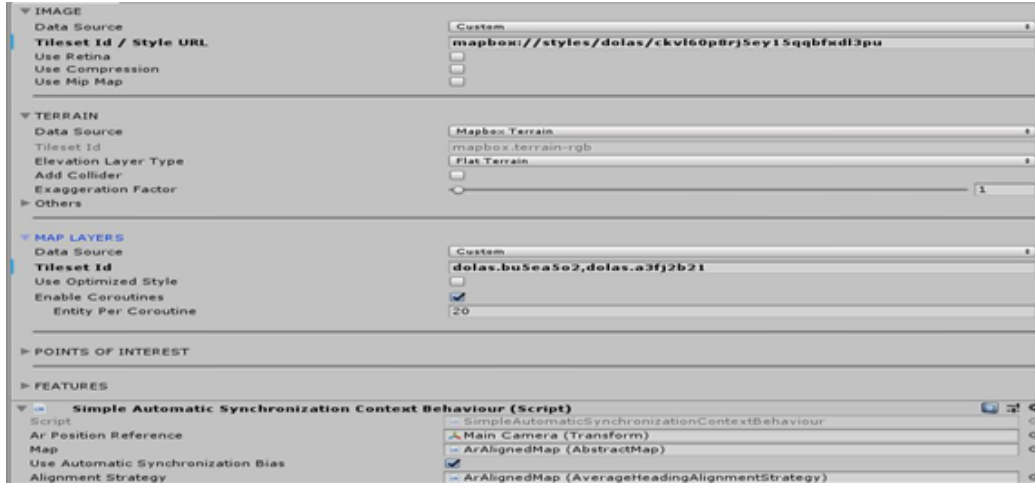 IMAGE
Data Source Custom
Tileset Id / Style URL mapbox://styles/dolas/ckvl60p8rj5ey15qqbfxdl3pu
Use Retina
Use Compression
Use Mip Map
TERRAIN
Data Source Mapbox Terrain
Tileset Id mapbox.terrain-rgb
Elevation Layer Type Flat Terrain
Add Collider
Exaggeration Factor 1
Others
MAP LAYERS
Data Source Custom
Tileset Id dolas.bu5ea5o2,dolas.a3fj2b21
Use Optimized Style
Enable Coroutines
Entity Per Coroutine 20
POINTS OF INTEREST
FEATURES
Simple Automatic Synchronization Context Behaviour (Script)
Script SimpleAutomaticSynchronizationContextBehaviour
Ar Position Reference Main Camera (Transform)
Map ArAlignedMap (AbstractMap)
Use Automatic Synchronization Bias
Alignment Strategy ArAlignedMap (AverageHeadingAlignmentStrategy)